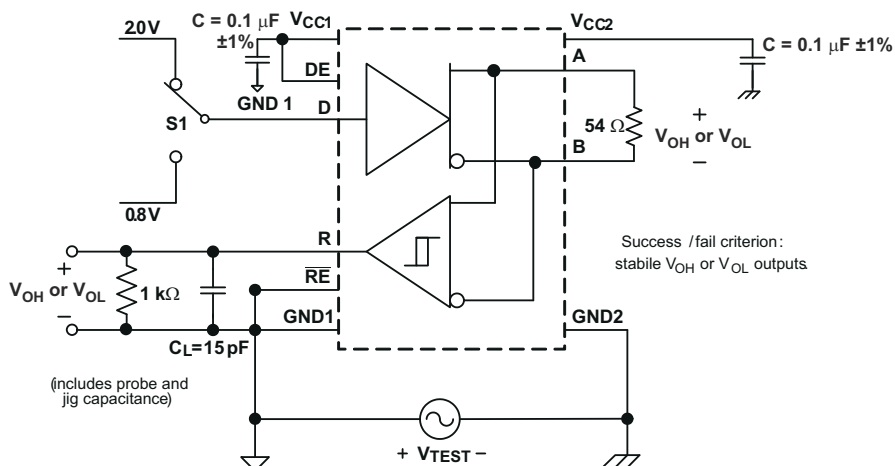 2.0V
C = 0.1 μF
±1%
VCC1
VCC2
C = 0.1 μF ±1%
DE
GND 1
A
D
S1
54 Ω
+
VOH or VOL
−
B
0.8V
R
Success /fail criterion:
stabile VOH or VOL outputs.
+
VOH or VOL
−
1 kΩ
RE
GND1
GND2
CL=15pF
(includes probe and
jig capacitance)
+ VTEST −